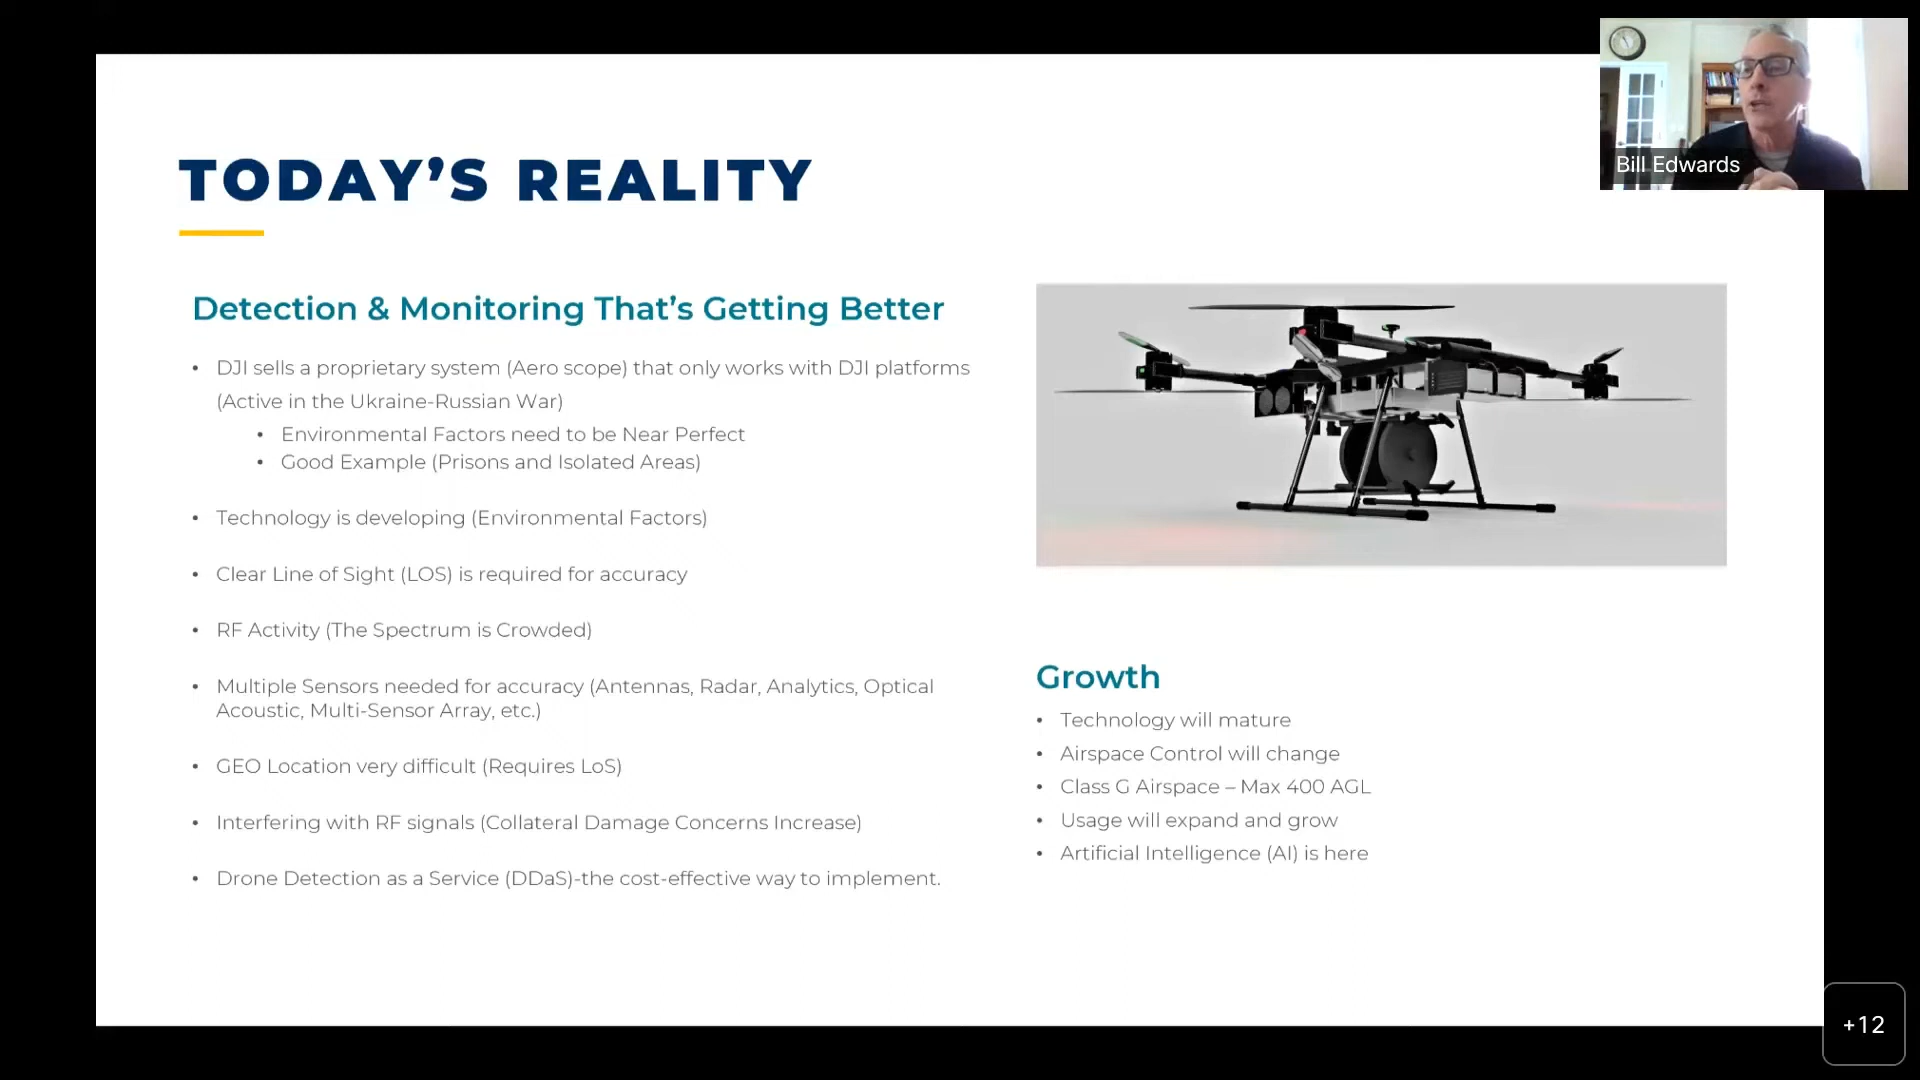 Bill Edwards
TODAY’S REALITY
Detection & Monitoring That’s Getting Better
• DJI sells a proprietary system (Aero scope) that only works with DJI platforms
(Active in the Ukraine-Russian War)
• Environmental Factors need to be Near Perfect
• Good Example (Prisons and Isolated Areas)
• Technology is developing (Environmental Factors)
• Clear Line of Sight (LOS) is required for accuracy
• RF Activity (The Spectrum is Crowded)
• Multiple Sensors needed for accuracy (Antennas, Radar, Analytics, Optical
Acoustic, Multi-Sensor Array, etc.)
• GEO Location very difficult (Requires LoS)
• Interfering with RF signals (Collateral Damage Concerns Increase)
• Drone Detection as a Service (DDaS)-the cost-effective way to implement.
Growth
• Technology will mature
• Airspace Control will change
• Class G Airspace – Max 400 AGL
• Usage will expand and grow
• Artificial Intelligence (AI) is here
+12